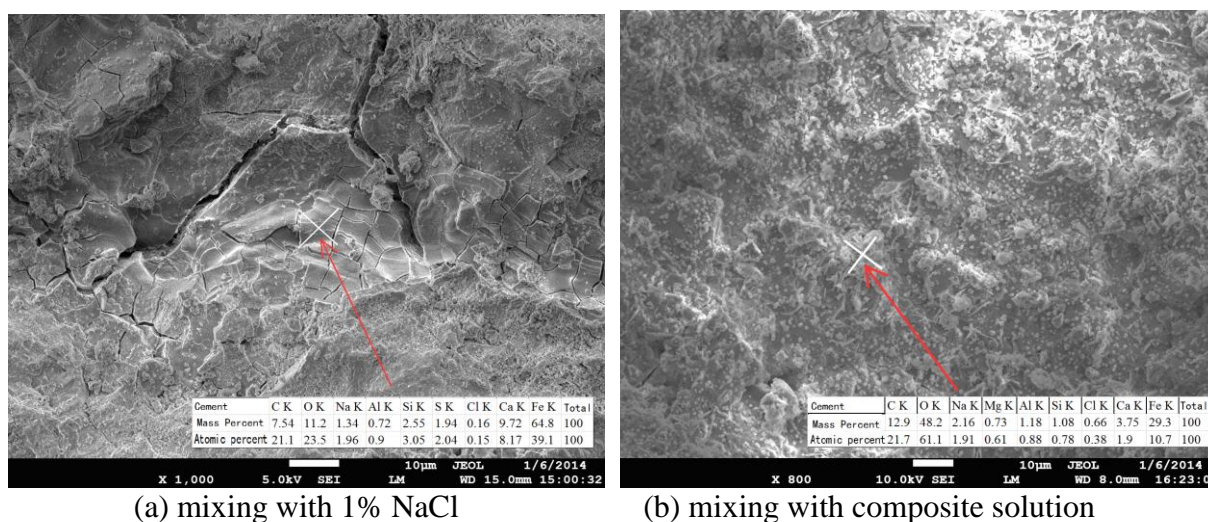 Cement C K O K Na K Al K Si K S K Cl K Ca K Fe K Total
Mass Percent 7.54 11.2 1.34 0.72 2.55 1.94 0.16 9.72 64.8 100
Atomic percent 21.1 23.5 1.96 0.9 3.05 2.04 0.15 8.17 39.1 100
10μm JEOL 1/6/2014
X 1,000 5.0kV SEI LM WD 15.0mm 15:00:32
(a) mixing with 1% NaCl
Cement C K O K Na K Mg K Al K Si K Cl K Ca K Fe K Total
Mass Percent 12.9 48.2 2.16 0.73 1.18 1.08 0.66 3.75 29.3 100
Atomic percent 21.7 61.1 1.91 0.61 0.88 0.78 0.38 1.9 10.7 100
10μm JEOL 1/6/2014
X 800 10.0kV SEI LM WD 8.0mm 16:23:0
(b) mixing with composite solution